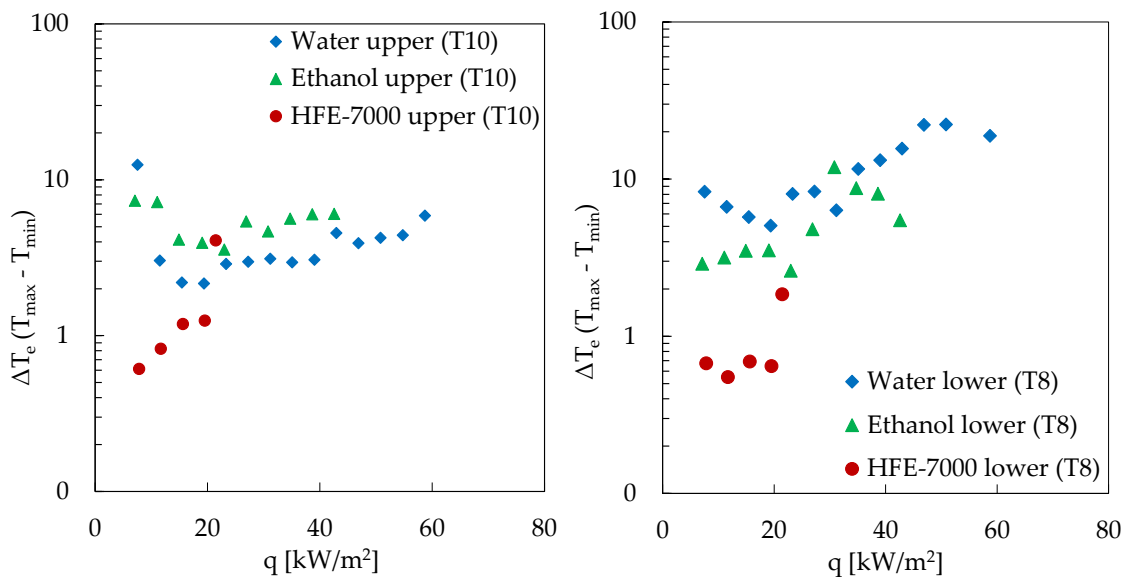 100
10
1
0
ΔTₑ (Tₘₐₓ - Tₘᵢₙ)
Water upper (T10)
Ethanol upper (T10)
HFE-7000 upper (T10)
0 20 40 60 80
q [kW/m²]
100
10
1
0
ΔTₑ (Tₘₐₓ - Tₘᵢₙ)
Water lower (T8)
Ethanol lower (T8)
HFE-7000 lower (T8)
0 20 40 60 80
q [kW/m²]